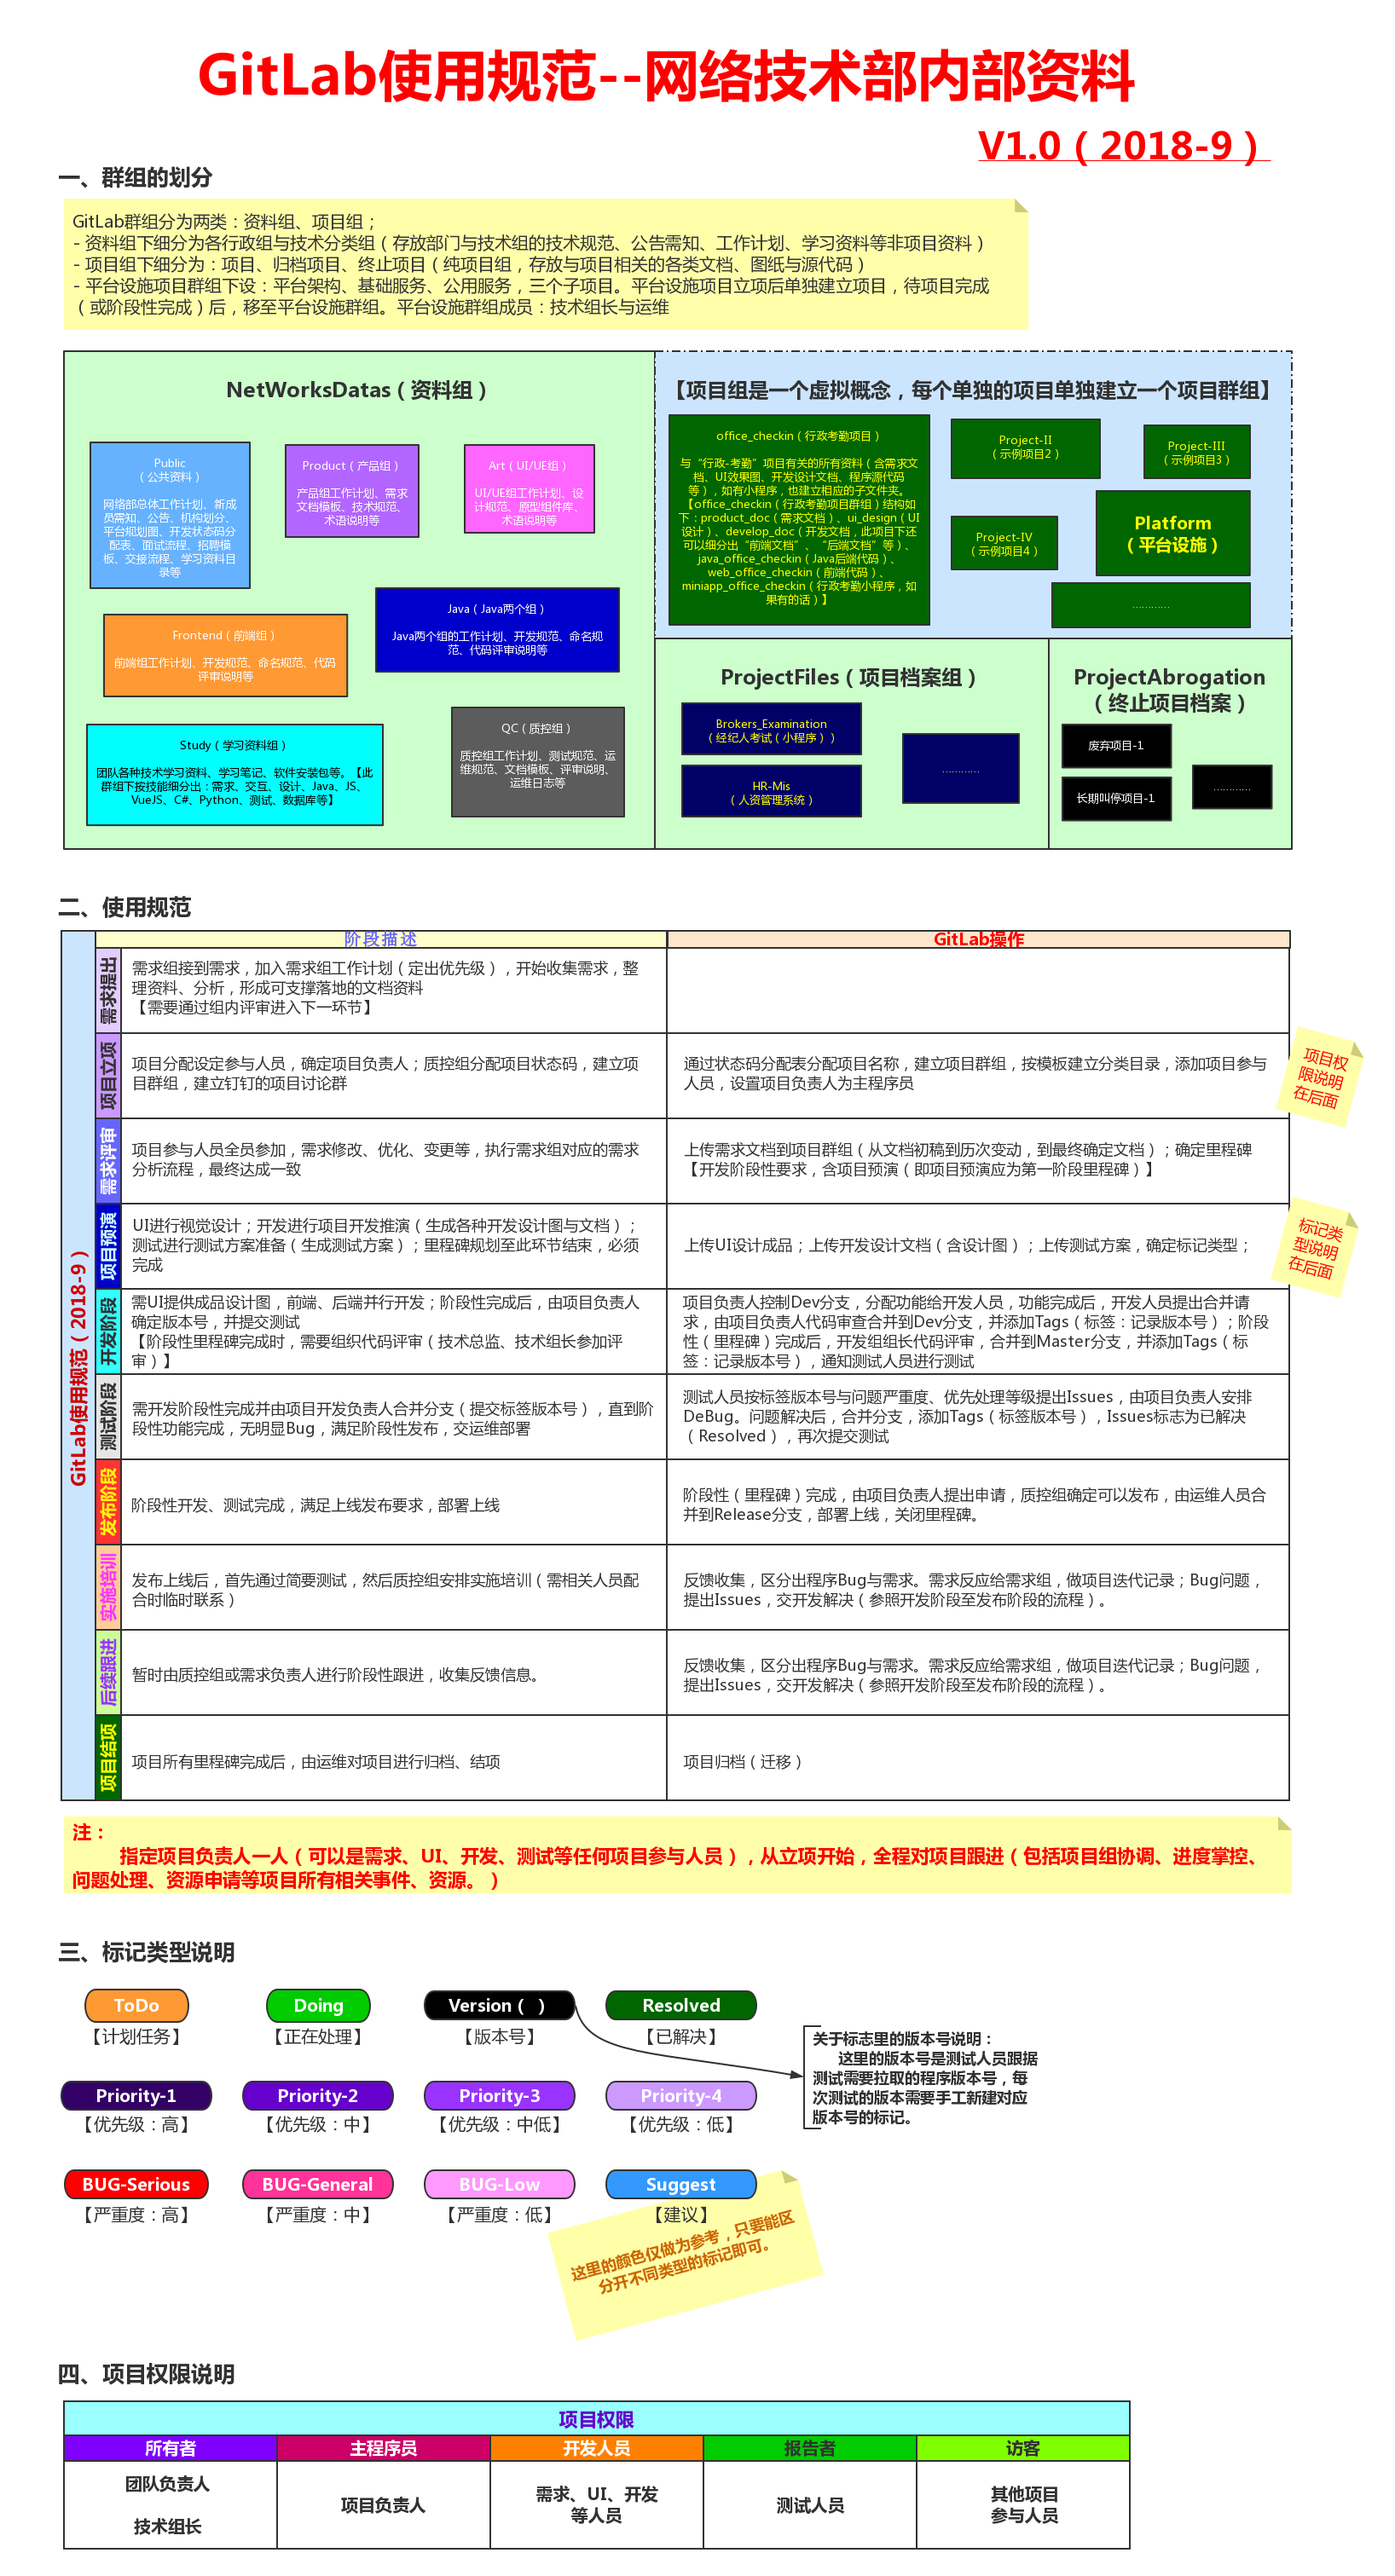 GitLab使用规范--网络技术部内部资料
V1.0（2018-9）
一、群组的划分
GitLab群组分为两类：资料组、项目组；
- 资料组下细分为各行政组与技术分类组（存放部门与技术组的技术规范、公告需知、工作计划、学习资料等非项目资料）
- 项目组下细分为：项目、归档项目、终止项目（纯项目组，存放与项目相关的各类文档、图纸与源代码）
- 平台设施项目群组下设：平台架构、基础服务、公用服务，三个子项目。平台设施项目立项后单独建立项目，待项目完成
（或阶段性完成）后，移至平台设施群组。平台设施群组成员：技术组长与运维
NetWorksDatas（资料组）
Public
（公共资料）
网络部总体工作计划、新成
员需知、公告、机构划分、
平台规划图、开发状态码分
配表、面试流程、招聘模
板、交接流程、学习资料目
录等
Product（产品组）
产品组工作计划、需求
文档模板、技术规范、
术语说明等
Art（UI/UE组）
UI/UE组工作计划、设
计规范、原型组件库、
术语说明等
Frontend（前端组）
前端组工作计划、开发规范、命名规范、代码
评审说明等
Java（Java两个组）
Java两个组的工作计划、开发规范、命名规
范、代码评审说明等
Study（学习资料组）
团队各种技术学习资料、学习笔记、软件安装包等。【此
群组下按技能细分出：需求、交互、设计、Java、JS、
VueJS、C#、Python、测试、数据库等】
QC（质控组）
质控组工作计划、测试规范、运
维规范、文档模板、评审说明、
运维日志等
【项目组是一个虚拟概念，每个单独的项目单独建立一个项目群组】
office_checkin（行政考勤项目）
与“行政-考勤”项目有关的所有资料（含需求文
档、UI效果图、开发设计文档、程序源代码
等），如有小程序，也建立相应的子文件夹。
【office_checkin（行政考勤项目群组）结构如
下：product_doc（需求文档）、ui_design（UI
设计）、develop_doc（开发文档，此项目下还
可以细分出“前端文档”、“后端文档”等）、
java_office_checkin（Java后端代码）、
web_office_checkin（前端代码）、
miniapp_office_checkin（行政考勤小程序，如
果有的话）】
Project-II
（示例项目2）
Project-III
（示例项目3）
Project-IV
（示例项目4）
Platform
（平台设施）
…………
ProjectFiles（项目档案组）
Brokers_Examination
（经纪人考试（小程序））
HR-Mis
（人资管理系统）
…………
ProjectAbrogation
（终止项目档案）
废弃项目-1
长期叫停项目-1
…………
二、使用规范
GitLab使用规范（2018-9）
阶段描述
GitLab操作
需求提出
需求组接到需求，加入需求组工作计划（定出优先级），开始收集需求，整
理资料、分析，形成可支撑落地的文档资料
【需要通过组内评审进入下一环节】
项目立项
项目分配设定参与人员，确定项目负责人；质控组分配项目状态码，建立项
目群组，建立钉钉的项目讨论群
通过状态码分配表分配项目名称，建立项目群组，按模板建立分类目录，添加项目参与
人员，设置项目负责人为主程序员
项目权
限说明
在后面
需求评审
项目参与人员全员参加，需求修改、优化、变更等，执行需求组对应的需求
分析流程，最终达成一致
上传需求文档到项目群组（从文档初稿到历次变动，到最终确定文档）；确定里程碑
【开发阶段性要求，含项目预演（即项目预演应为第一阶段里程碑）】
项目预演
UI进行视觉设计；开发进行项目开发推演（生成各种开发设计图与文档）；
测试进行测试方案准备（生成测试方案）；里程碑规划至此环节结束，必须
完成
上传UI设计成品；上传开发设计文档（含设计图）；上传测试方案，确定标记类型；
标记类
型说明
在后面
开发阶段
需UI提供成品设计图，前端、后端并行开发；阶段性完成后，由项目负责人
确定版本号，并提交测试
【阶段性里程碑完成时，需要组织代码评审（技术总监、技术组长参加评
审）】
项目负责人控制Dev分支，分配功能给开发人员，功能完成后，开发人员提出合并请
求，由项目负责人代码审查合并到Dev分支，并添加Tags（标签：记录版本号）；阶段
性（里程碑）完成后，开发组组长代码评审，合并到Master分支，并添加Tags（标
签：记录版本号），通知测试人员进行测试
测试阶段
需开发阶段性完成并由项目开发负责人合并分支（提交标签版本号），直到阶
段性功能完成，无明显Bug，满足阶段性发布，交运维部署
测试人员按标签版本号与问题严重度、优先处理等级提出Issues，由项目负责人安排
DeBug。问题解决后，合并分支，添加Tags（标签版本号），Issues标志为已解决
（Resolved），再次提交测试
发布阶段
阶段性开发、测试完成，满足上线发布要求，部署上线
阶段性（里程碑）完成，由项目负责人提出申请，质控组确定可以发布，由运维人员合
并到Release分支，部署上线，关闭里程碑。
实施培训
发布上线后，首先通过简要测试，然后质控组安排实施培训（需相关人员配
合时临时联系）
反馈收集，区分出程序Bug与需求。需求反应给需求组，做项目迭代记录；Bug问题，
提出Issues，交开发解决（参照开发阶段至发布阶段的流程）。
后续跟进
暂时由质控组或需求负责人进行阶段性跟进，收集反馈信息。
反馈收集，区分出程序Bug与需求。需求反应给需求组，做项目迭代记录；Bug问题，
提出Issues，交开发解决（参照开发阶段至发布阶段的流程）。
项目结项
项目所有里程碑完成后，由运维对项目进行归档、结项
项目归档（迁移）
注：
指定项目负责人一人（可以是需求、UI、开发、测试等任何项目参与人员），从立项开始，全程对项目跟进（包括项目组协调、进度掌控、
问题处理、资源申请等项目所有相关事件、资源。）
三、标记类型说明
ToDo
Doing
Version（ ）
Resolved
【计划任务】
【正在处理】
【版本号】
【已解决】
关于标志里的版本号说明：
这里的版本号是测试人员跟据
测试需要拉取的程序版本号，每
次测试的版本需要手工新建对应
版本号的标记。
Priority-1
Priority-2
Priority-3
Priority-4
【优先级：高】
【优先级：中】
【优先级：中低】
【优先级：低】
BUG-Serious
BUG-General
BUG-Low
Suggest
【严重度：高】
【严重度：中】
【严重度：低】
【建议】
这里的颜色仅做为参考，只要能区
分开不同类型的标记即可。
四、项目权限说明
项目权限
所有者
主程序员
开发人员
报告者
访客
团队负责人
技术组长
项目负责人
需求、UI、开发
等人员
测试人员
其他项目
参与人员